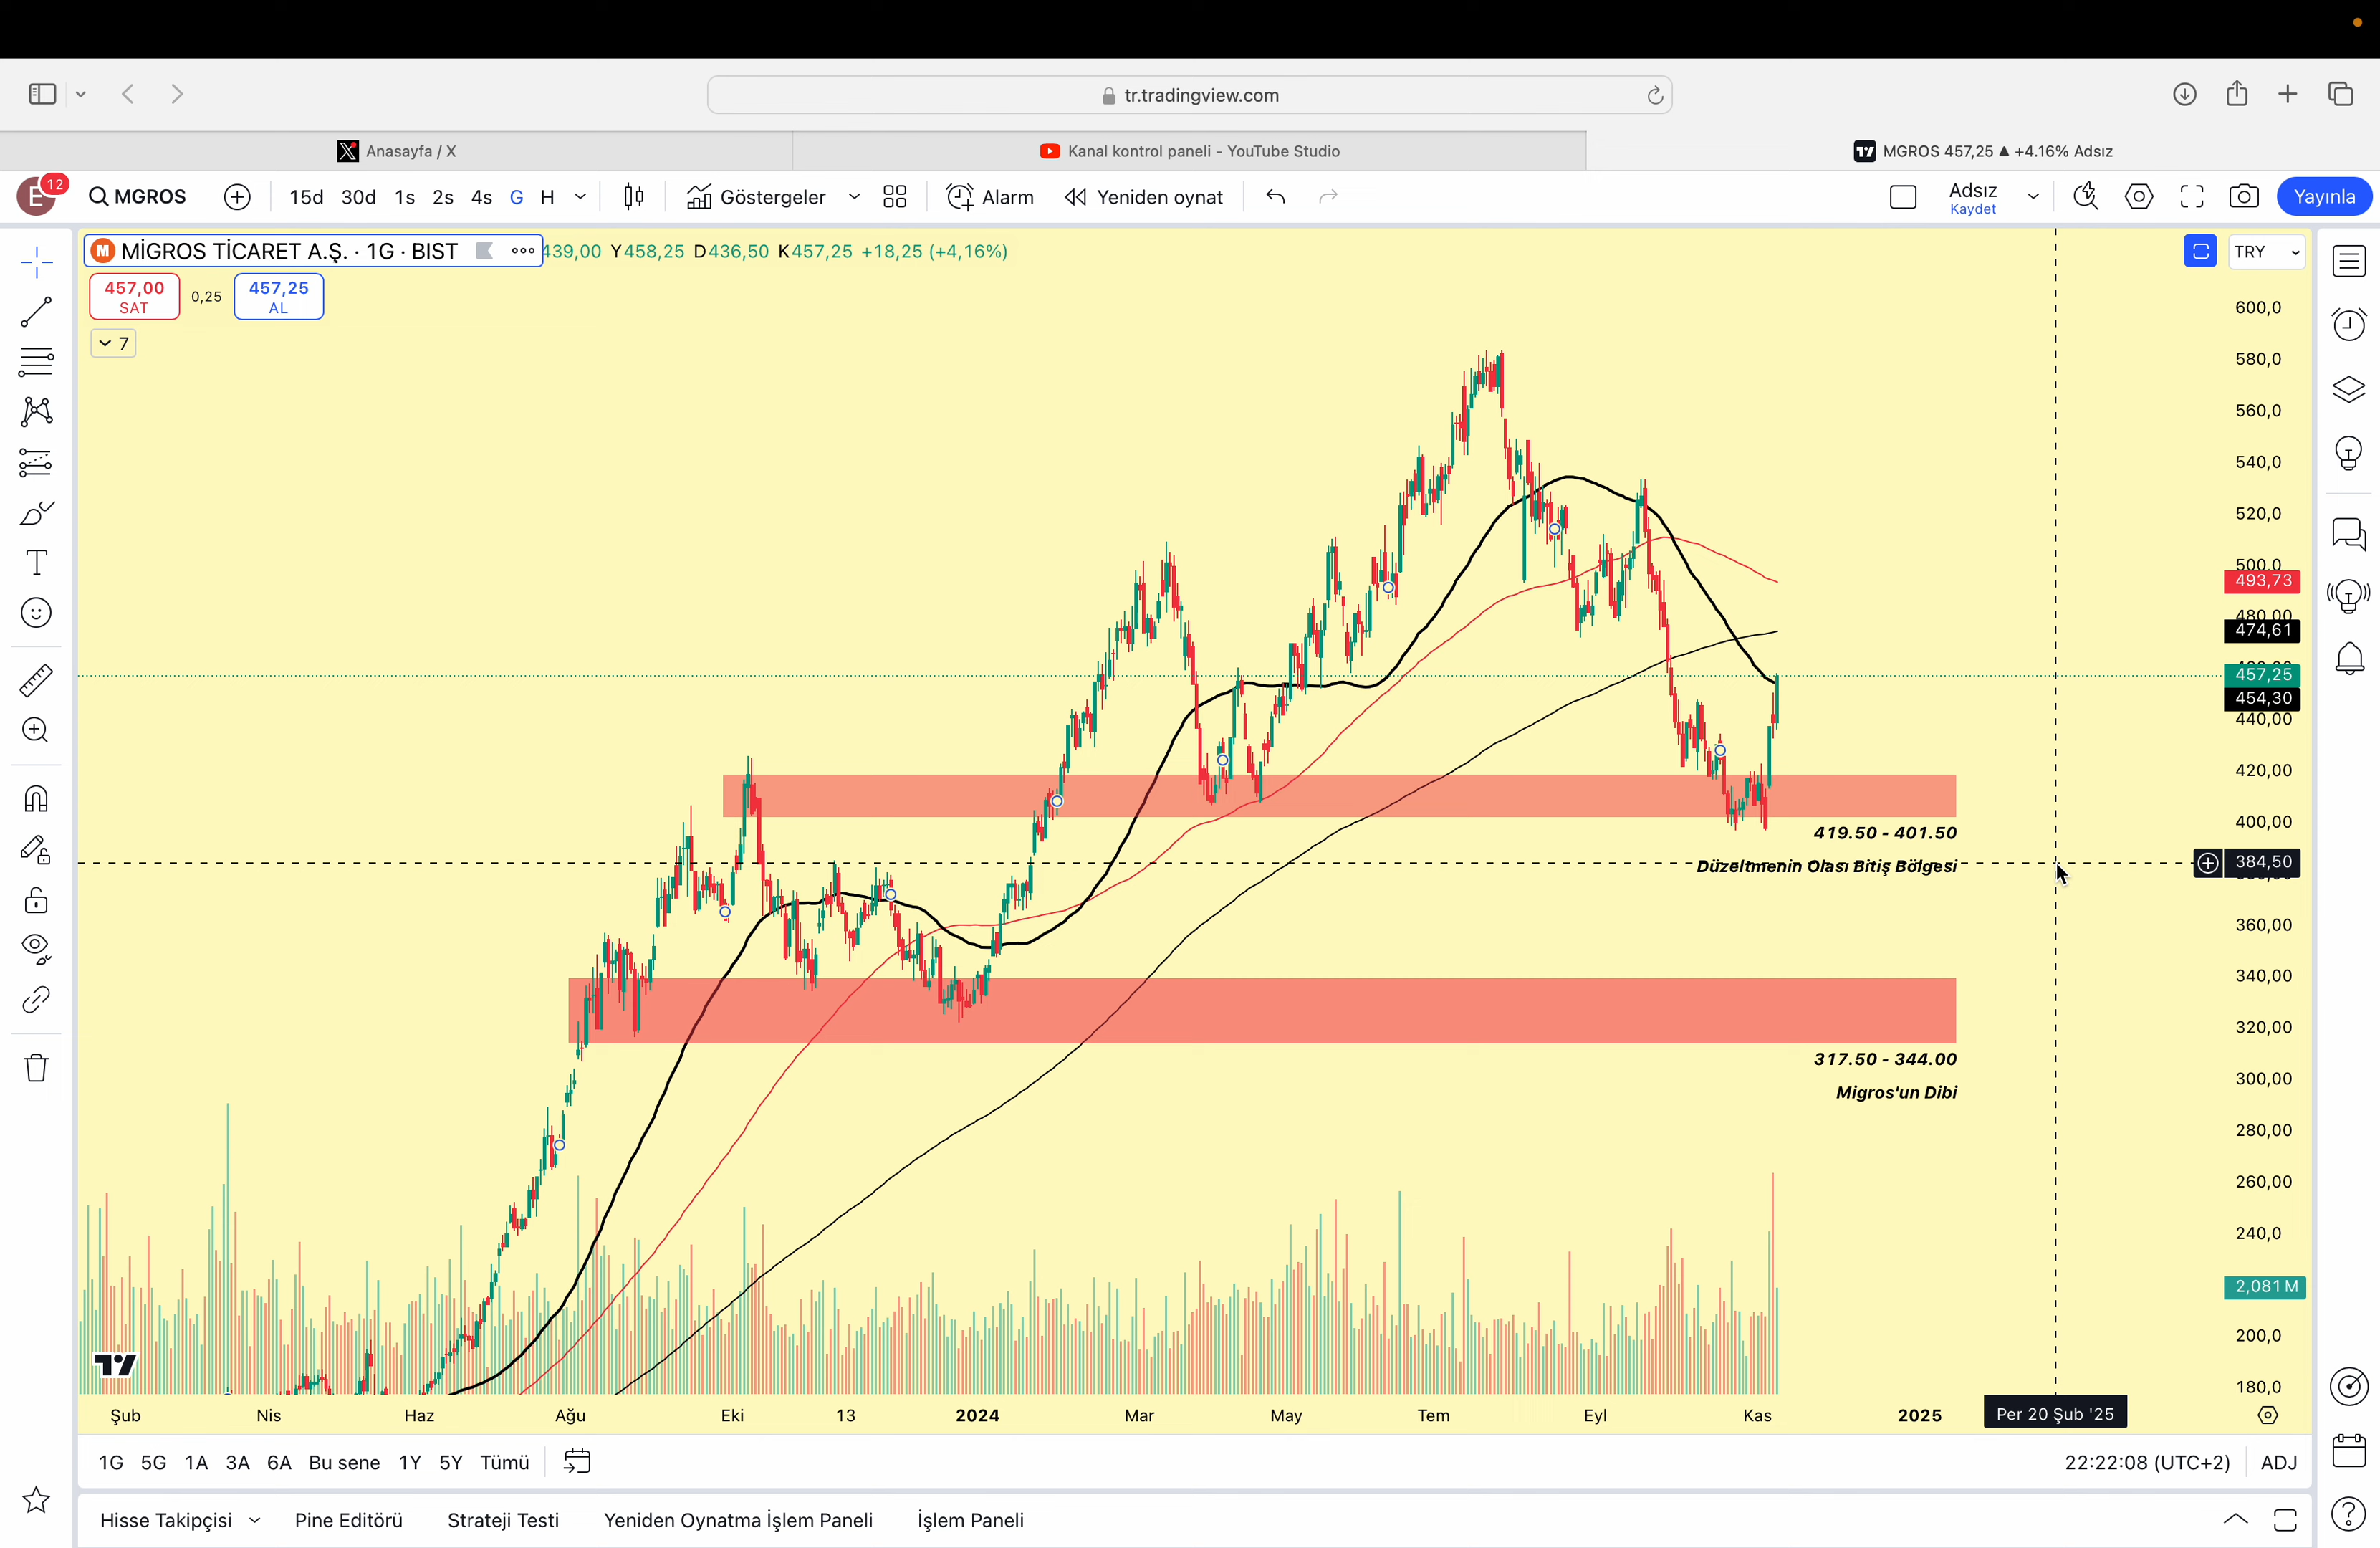 tr.tradingview.com
Anasayfa / X
Kanal kontrol paneli - YouTube Studio
MGROS 457,25 ▲ +4.16% Adsız
E 12
MGROS
15d 30d 1s 2s 4s G H
Göstergeler
Alarm
Yeniden oynat
Adsız
Kaydet
Yayınla
MİGROS TİCARET A.Ş. · 1G · BIST
439,00 Y458,25 D436,50 K457,25 +18,25 (+4,16%)
TRY
457,00
SAT
0,25
457,25
AL
7
600,0
580,0
560,0
540,0
520,0
500,0
493,73
480,00
474,61
457,25
454,30
440,00
420,00
400,00
384,50
360,00
340,00
320,00
300,00
280,00
260,00
240,0
2,081 M
200,0
180,0
419.50 - 401.50
Düzeltmenin Olası Bitiş Bölgesi
317.50 - 344.00
Migros'un Dibi
Şub Nis Haz Ağu Eki 13 2024 Mar May Tem Eyl Kas 2025 Per 20 Şub '25
1G 5G 1A 3A 6A Bu sene 1Y 5Y Tümü
22:22:08 (UTC+2) ADJ
Hisse Takipçisi Pine Editörü Strateji Testi Yeniden Oynatma İşlem Paneli İşlem Paneli